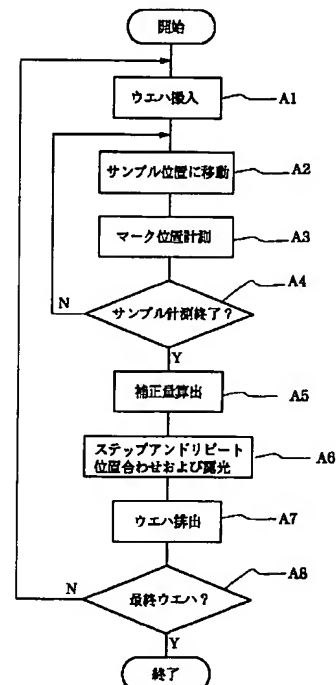 開始
ウエハ搬入
A1
サンプル位置に移動
A2
マーク位置計測
A3
A4
N
サンプル計測終了?
Y
補正量算出
A5
ステップアンドリピート
位置合わせおよび露光
A6
ウエハ排出
A7
A8
N
最終ウエハ?
Y
終了